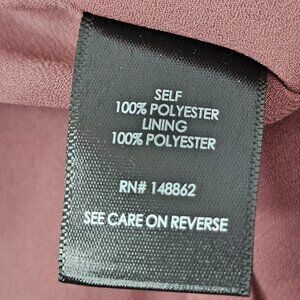 SELF
100% POLYESTER
LINING
100% POLYESTER
RN# 148862
SEE CARE ON REVERSE